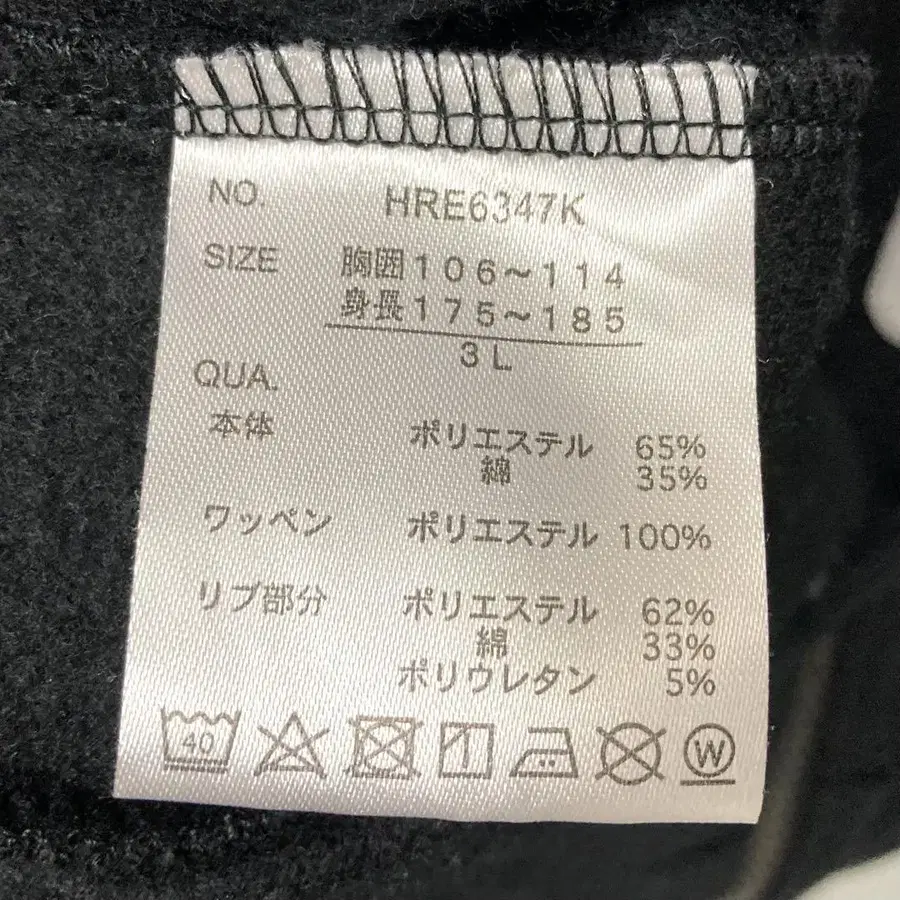 NO. HRE6347K
SIZE 胸囲106~114
身長175~185
3L
QUA.
本体 ポリエステル 65%
綿 35%
ワッペン ポリエステル 100%
リブ部分 ポリエステル 62%
綿 33%
ポリウレタン 5%
40 W